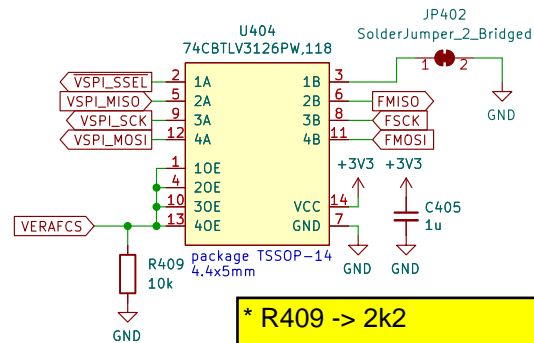 JP402
SolderJumper_2_Bridged
U404
74CBTLV3126PW,118
VSPI_SSEL 2 1A 1B 3 1 2
VSPI_MISO 5 2A 2B 6 FMISO
GND
VSPI_SCK 9 3A 3B 8 FSCK
VSPI_MOSI 12 4A 4B 11 FMOSI
1 1OE +3V3 +3V3
4 2OE
10 3OE VCC 14
C405
1u
VERAFCS 13 4OE GND 7
package TSSOP-14
4.4x5mm
GND GND
R409
10k
GND
* R409 -> 2k2